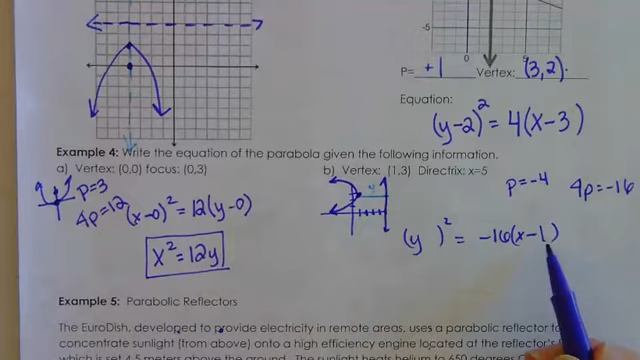 -5
0
P= +1 Vertex: (3,2).
Equation:
(y-2)² = 4(x-3)
Example 4: Write the equation of the parabola given the following information.
a) Vertex: (0,0) focus: (0,3)
p=3
4p=12
(x-0)² = 12(y-0)
x² = 12y
b) Vertex: (1,3) Directrix: x=5
p=-4 4p=-16
4
(y )² = -16(x-1)
Example 5: Parabolic Reflectors
The EuroDish, developed to provide electricity in remote areas, uses a parabolic reflector to
concentrate sunlight (from above) onto a high efficiency engine located at the reflector's
which is set 4.5 meters above the ground. The sunlight heats helium to 650 degrees